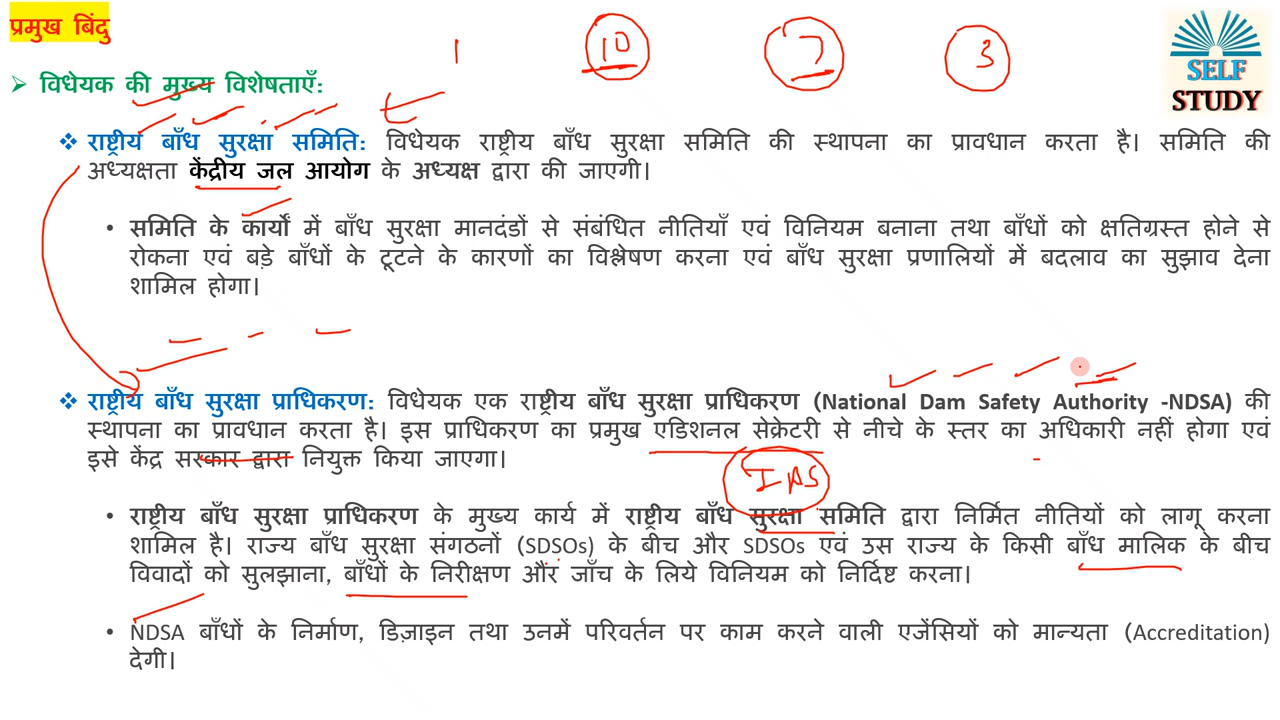 प्रमुख बिंदु
1 10 7 3
SELF
STUDY
➢ विधेयक की मुख्य विशेषताएँ:
❖ राष्ट्रीय बाँध सुरक्षा समिति: विधेयक राष्ट्रीय बाँध सुरक्षा समिति की स्थापना का प्रावधान करता है। समिति की
अध्यक्षता केंद्रीय जल आयोग के अध्यक्ष द्वारा की जाएगी।
• समिति के कार्यों में बाँध सुरक्षा मानदंडों से संबंधित नीतियाँ एवं विनियम बनाना तथा बाँधों को क्षतिग्रस्त होने से
रोकना एवं बड़े बाँधों के टूटने के कारणों का विश्लेषण करना एवं बाँध सुरक्षा प्रणालियों में बदलाव का सुझाव देना
शामिल होगा।
❖ राष्ट्रीय बाँध सुरक्षा प्राधिकरण: विधेयक एक राष्ट्रीय बाँध सुरक्षा प्राधिकरण (National Dam Safety Authority -NDSA) की
स्थापना का प्रावधान करता है। इस प्राधिकरण का प्रमुख एडिशनल सेक्रेटरी से नीचे के स्तर का अधिकारी नहीं होगा एवं
इसे केंद्र सरकार द्वारा नियुक्त किया जाएगा।
IAS
• राष्ट्रीय बाँध सुरक्षा प्राधिकरण के मुख्य कार्य में राष्ट्रीय बाँध सुरक्षा समिति द्वारा निर्मित नीतियों को लागू करना
शामिल है। राज्य बाँध सुरक्षा संगठनों (SDSOs) के बीच और SDSOs एवं उस राज्य के किसी बाँध मालिक के बीच
विवादों को सुलझाना, बाँधों के निरीक्षण और जाँच के लिये विनियम को निर्दिष्ट करना।
• NDSA बाँधों के निर्माण, डिज़ाइन तथा उनमें परिवर्तन पर काम करने वाली एजेंसियों को मान्यता (Accreditation)
देगी।